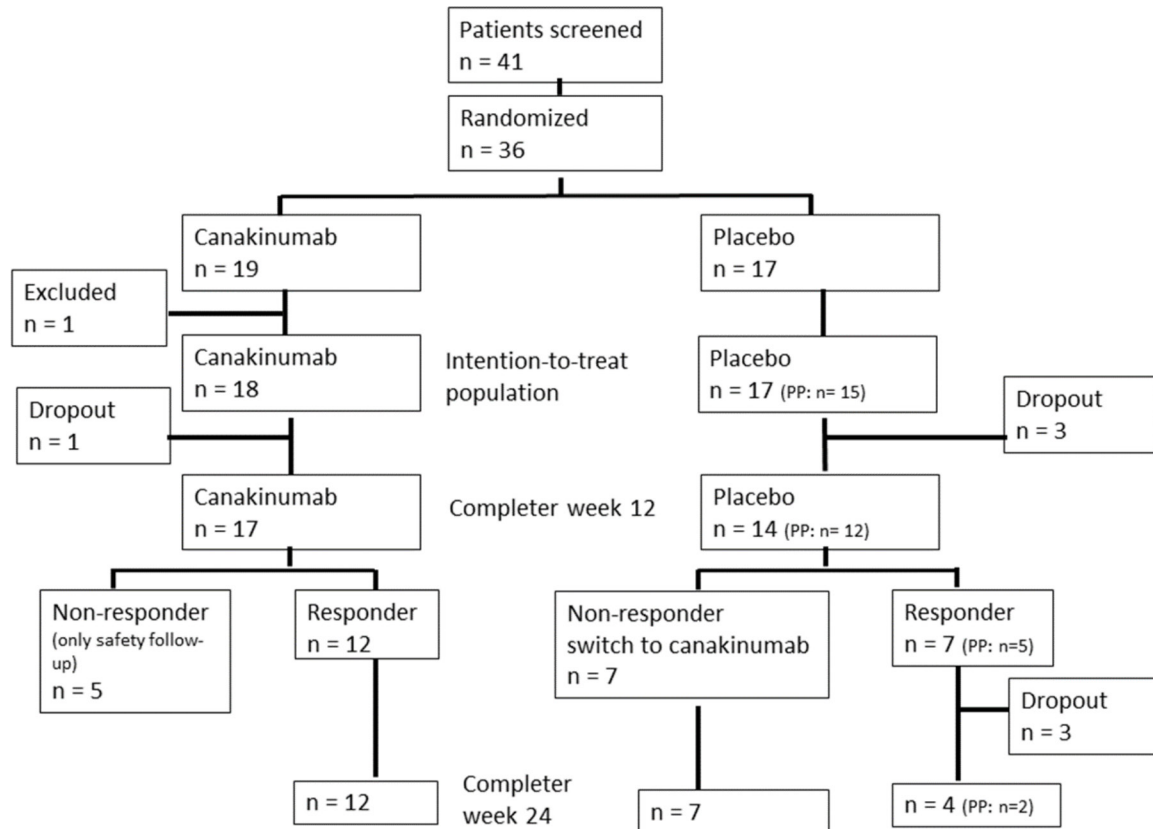 Patients screened
n = 41
Randomized
n = 36
Canakinumab
n = 19
Placebo
n = 17
Excluded
n = 1
Canakinumab
n = 18
Intention-to-treat
population
Placebo
n = 17 (PP: n= 15)
Dropout
n = 1
Dropout
n = 3
Canakinumab
n = 17
Completer week 12
Placebo
n = 14 (PP: n= 12)
Non-responder
(only safety follow-
up)
n = 5
Responder
n = 12
Non-responder
switch to canakinumab
n = 7
Responder
n = 7 (PP: n=5)
Dropout
n = 3
n = 12
Completer
week 24
n = 7
n = 4 (PP: n=2)